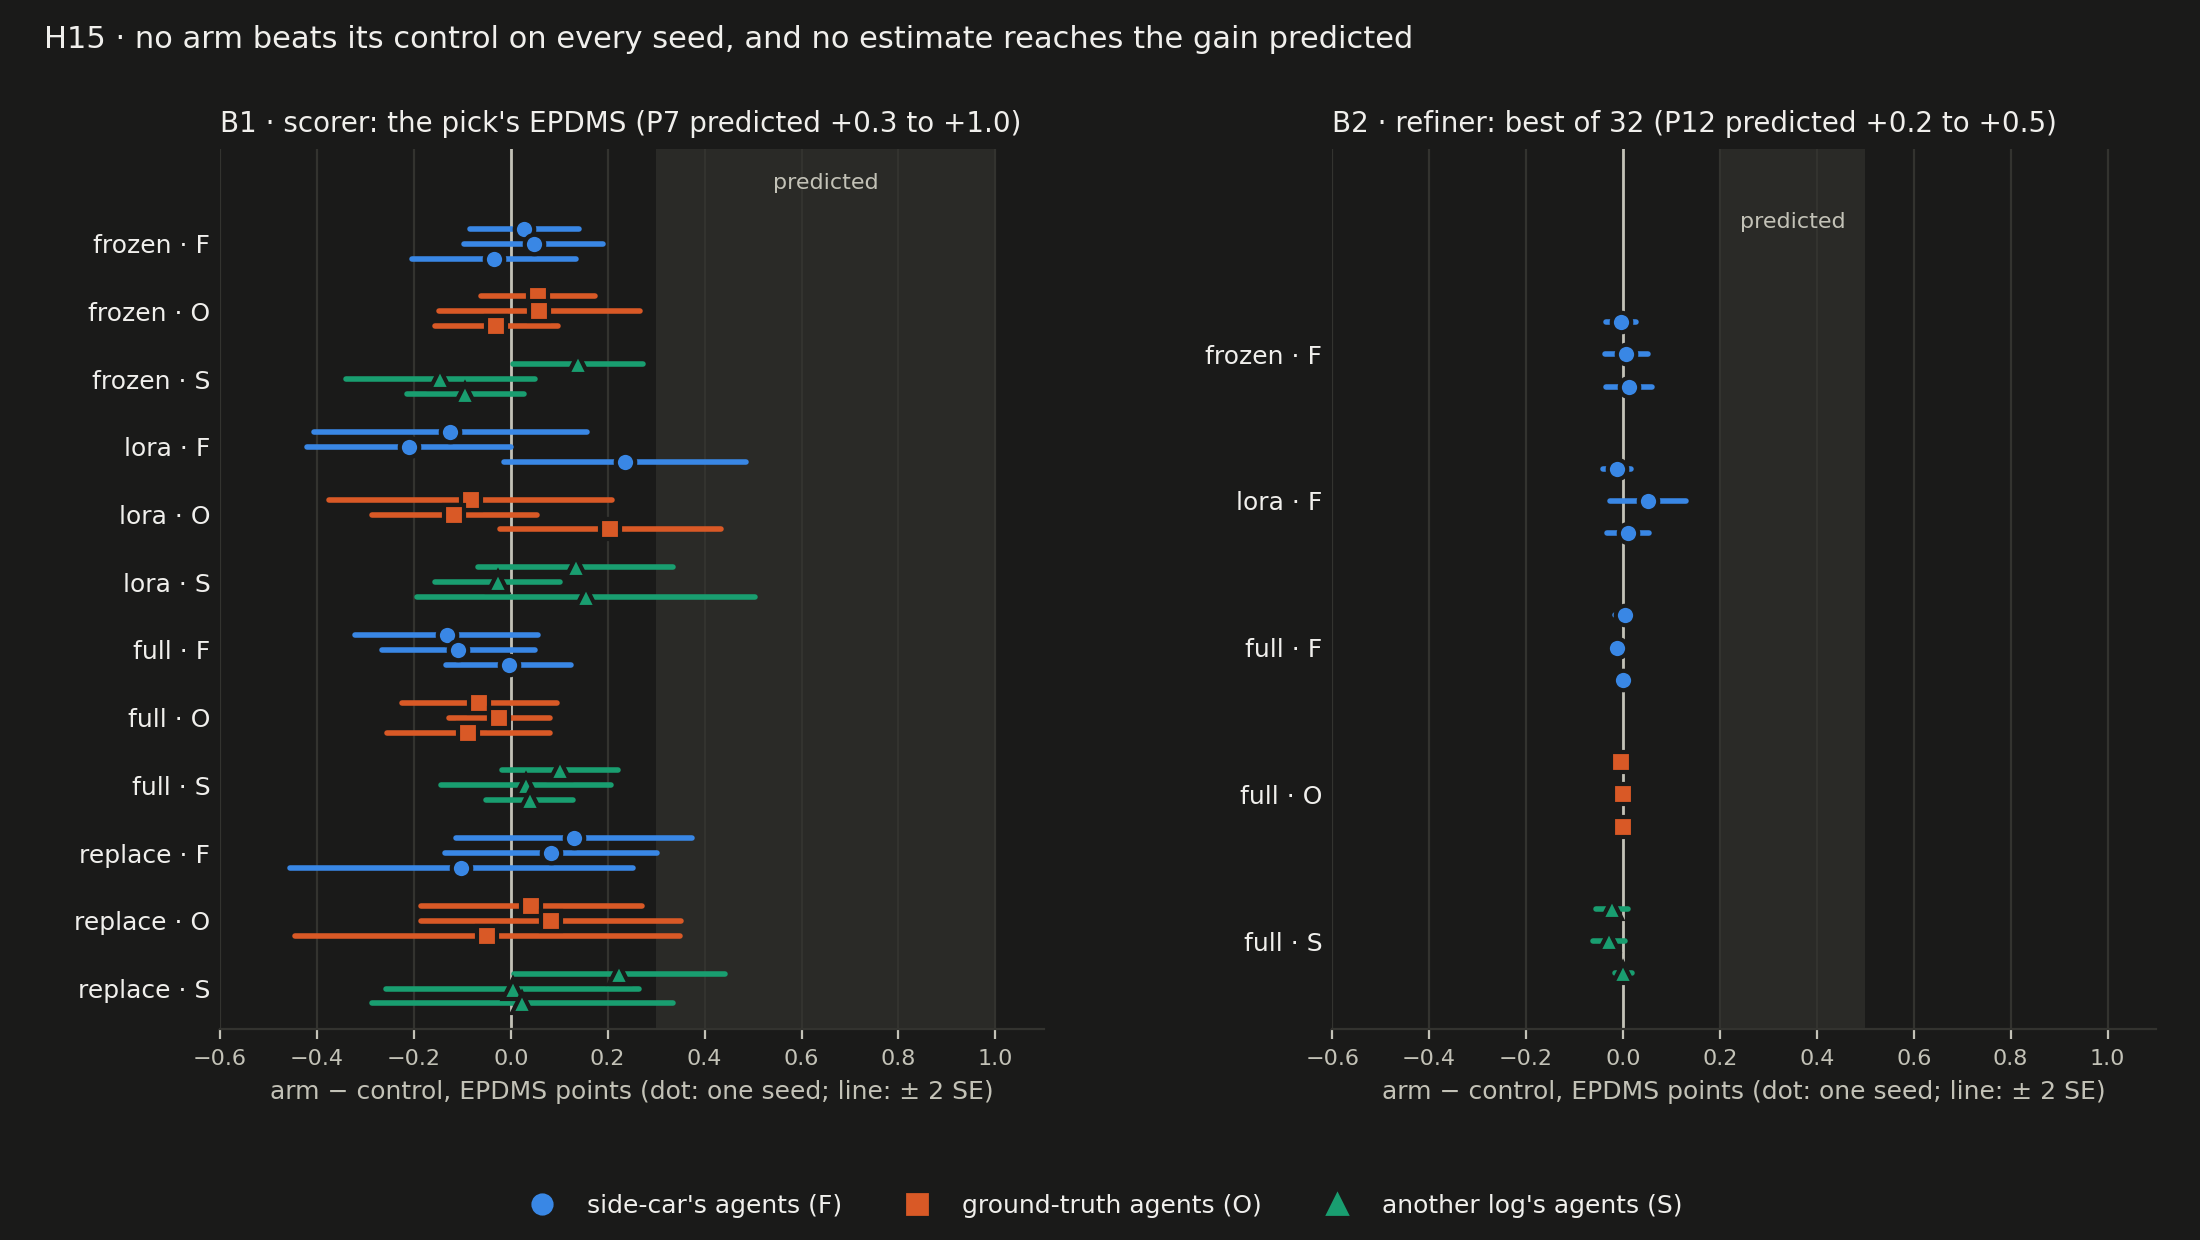 H15 · no arm beats its control on every seed, and no estimate reaches the gain predicted
B1 · scorer: the pick's EPDMS (P7 predicted +0.3 to +1.0)
predicted
frozen · F
frozen · O
frozen · S
lora · F
lora · O
lora · S
full · F
full · O
full · S
replace · F
replace · O
replace · S
−0.6 −0.4 −0.2 0.0 0.2 0.4 0.6 0.8 1.0
arm − control, EPDMS points (dot: one seed; line: ± 2 SE)
B2 · refiner: best of 32 (P12 predicted +0.2 to +0.5)
predicted
frozen · F
lora · F
full · F
full · O
full · S
−0.6 −0.4 −0.2 0.0 0.2 0.4 0.6 0.8 1.0
arm − control, EPDMS points (dot: one seed; line: ± 2 SE)
side-car's agents (F) ground-truth agents (O) another log's agents (S)